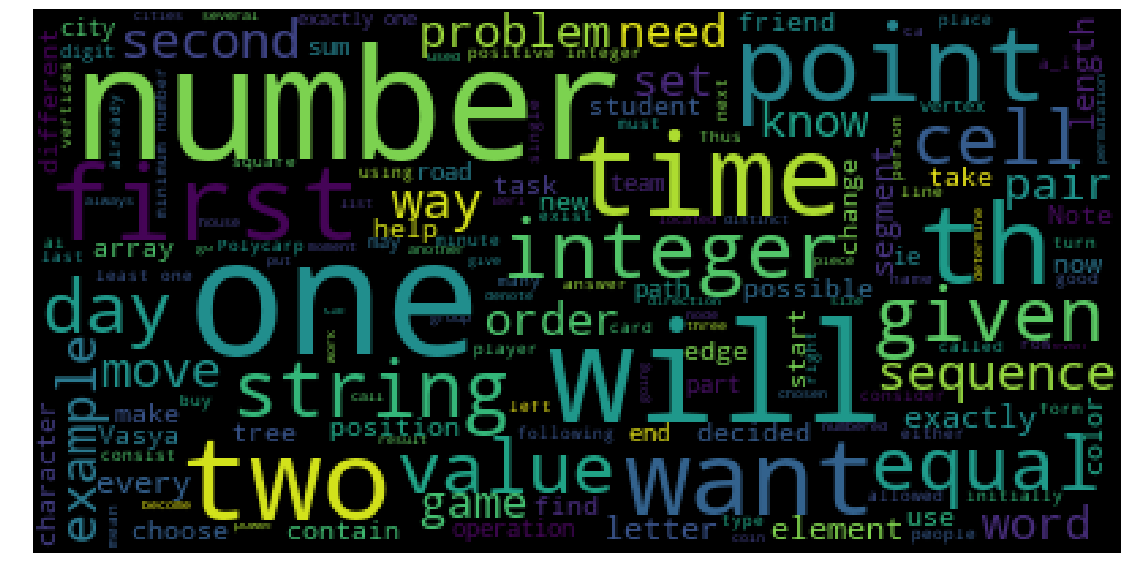 cities
several
exactly one
friend
place
ca
city
second
problem
need
point
digit
sum
used
positive integer
a_i
length
number
set
different
vertices
already
minimum number
single
student
must
next
know
vertex
permutation
Thus
cell
square
time
person
first
using
road
task
team
change
segment
line
take
pair
always
house
list
way
new
exist
located
distinct
Note
ai
last
Polycarp
moment
may
help
another
minute
integer
piece
ie
determine
th
turn
array
put
give
answer
now
least one
many
path
direction
possible
size
name
good
day
one
denote
group
node
three
order
card
will
given
called
move
player
edge
start
right
sequence
example
string
call
part
chosen
consider
buy
left
make
exactly
form
color
character
Vasya
tree
position
result
following
end
decided
numbered
either
consist
every
two
value
want
equal
allowed
initially
become
game
find
type
use
mean
choose
contain
operation
letter
coin
element
people
word